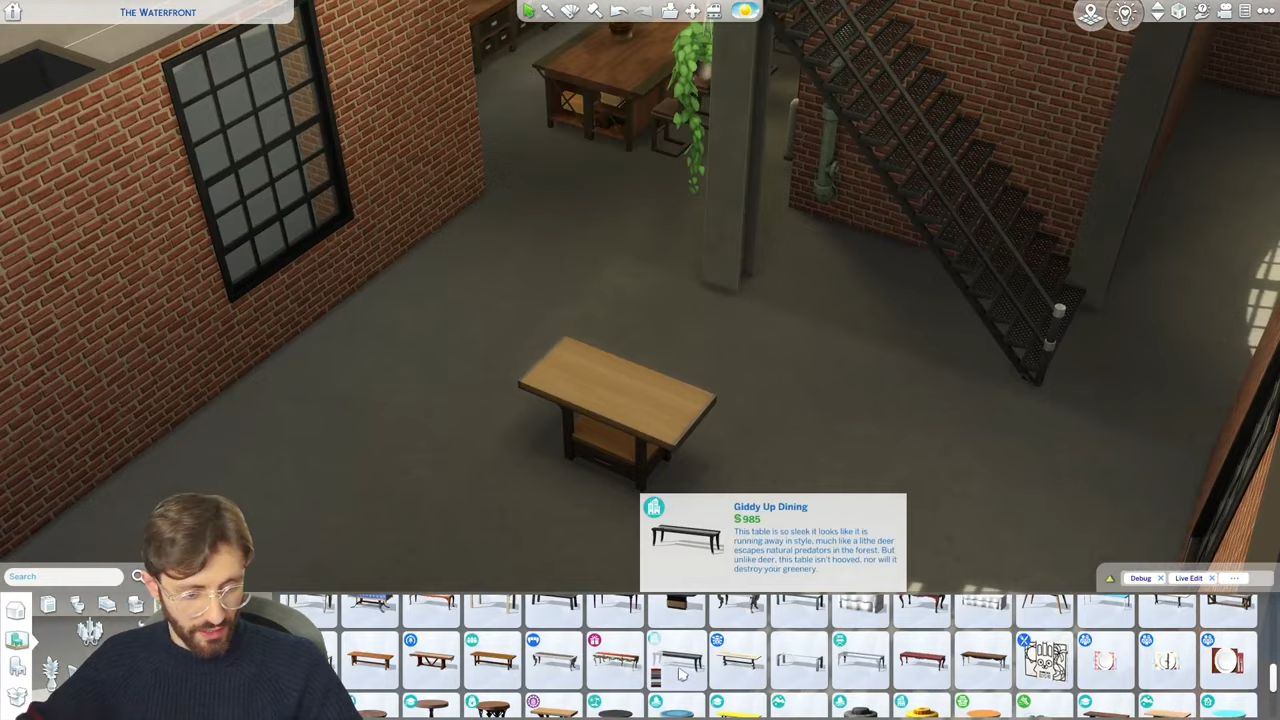 THE WATERFRONT
Giddy Up Dining
§985
This table is so sleek it looks like it is
running away in style, much like a lithe deer
escapes natural predators in the forest. But
unlike deer, this table isn't hooved, nor will it
destroy your greenery.
Search
Debug
Live Edit